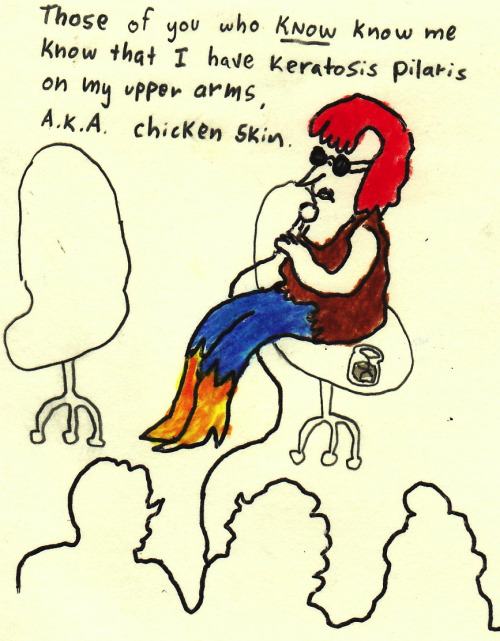 Those of you who KNOW know me
know that I have Keratosis Pilaris
on my upper arms,
A.K.A. chicken skin.